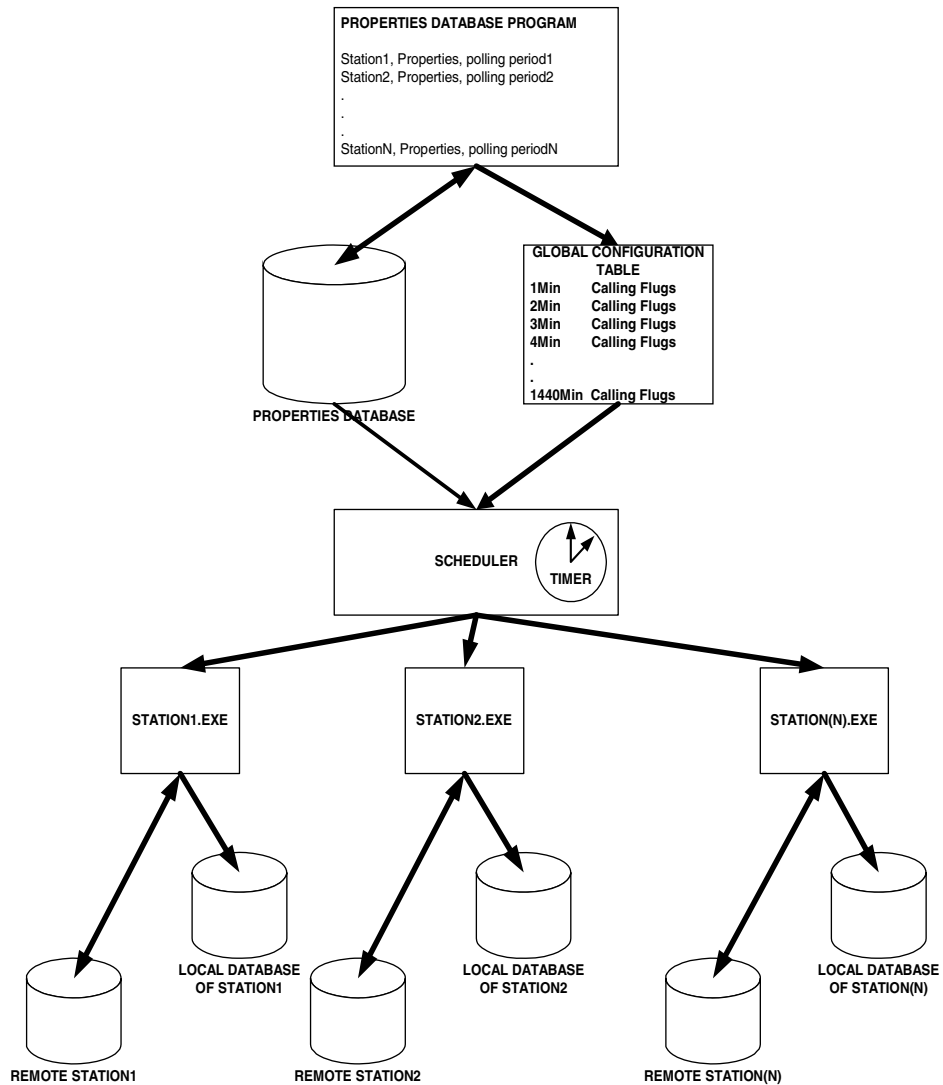 PROPERTIES DATABASE PROGRAM
Station1, Properties, polling period1
Station2, Properties, polling period2
.
.
.
StationN, Properties, polling periodN
GLOBAL CONFIGURATION
TABLE
1Min Calling Flugs
2Min Calling Flugs
3Min Calling Flugs
4Min Calling Flugs
.
.
1440Min Calling Flugs
PROPERTIES DATABASE
SCHEDULER
TIMER
STATION1.EXE
STATION2.EXE
STATION(N).EXE
LOCAL DATABASE
OF STATION1
LOCAL DATABASE
OF STATION2
LOCAL DATABASE
OF STATION(N)
REMOTE STATION1
REMOTE STATION2
REMOTE STATION(N)